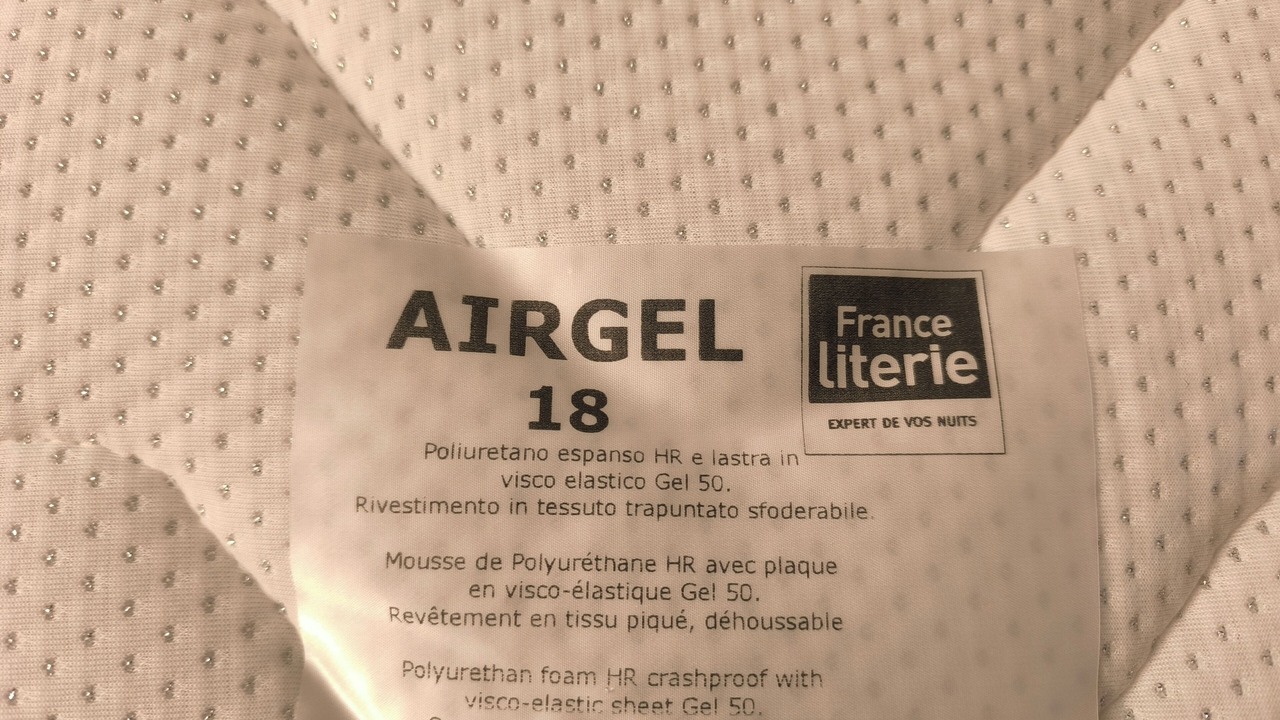 AIRGEL
18
France
literie
EXPERT DE VOS NUITS
Poliuretano espanso HR e lastra in
visco elastico Gel 50.
Rivestimento in tessuto trapuntato sfoderabile.
Mousse de Polyuréthane HR avec plaque
en visco-élastique Gel 50.
Revêtement en tissu piqué, déhoussable
Polyurethan foam HR crashproof with
visco-elastic sheet Gel 50.